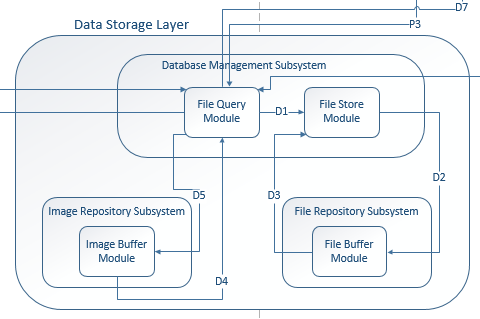 D7
P3
Data Storage Layer
Database Management Subsystem
File Query
Module
D1
File Store
Module
D2
D5
D3
Image Repository Subsystem
File Repository Subsystem
Image Buffer
Module
File Buffer
Module
D4